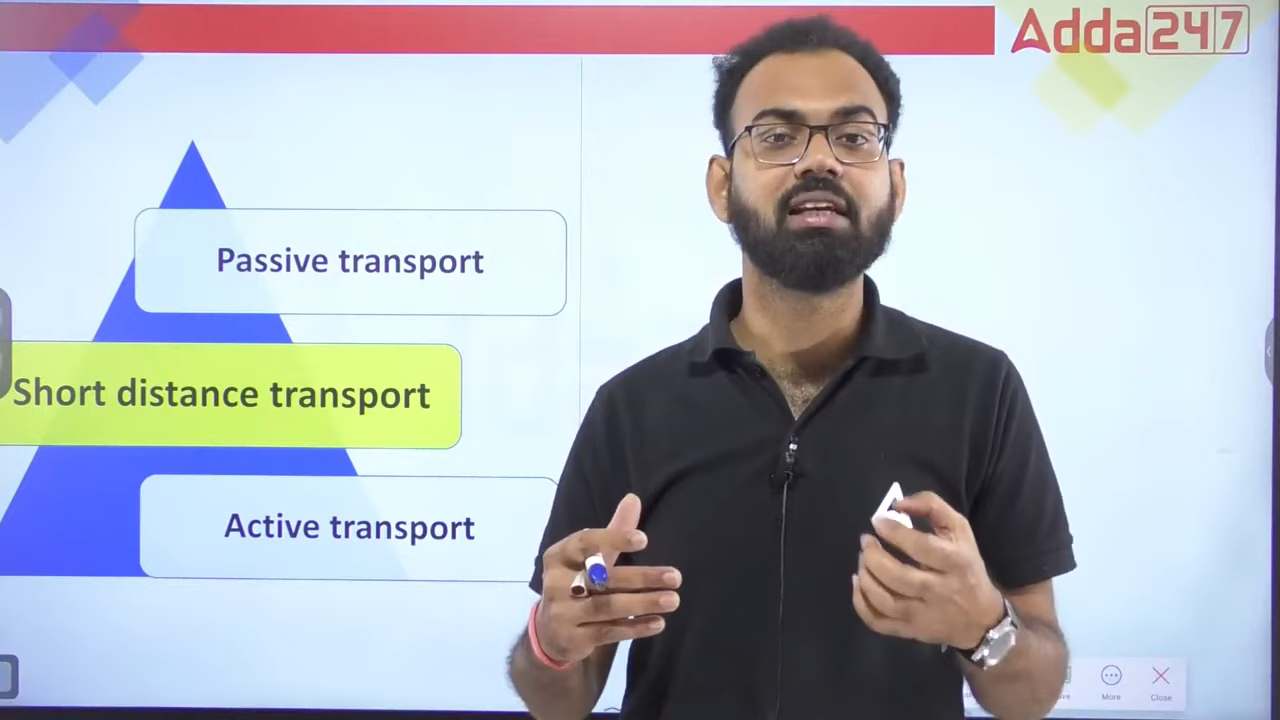 Adda247
Passive transport
Short distance transport
Active transport
More
Close